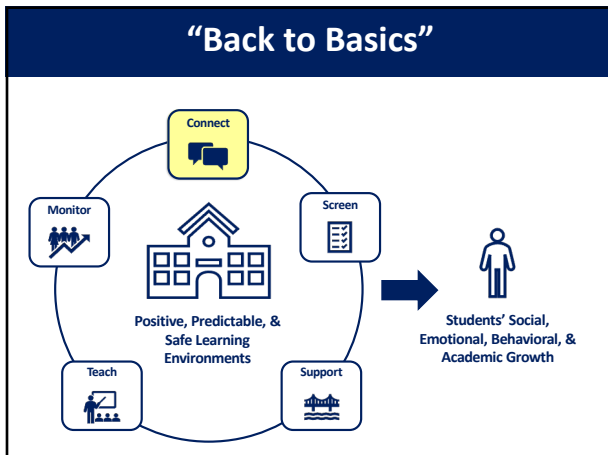 “Back to Basics”
Connect
Monitor
Screen
Positive, Predictable, &
Safe Learning
Environments
Students’ Social,
Emotional, Behavioral, &
Academic Growth
Teach
Support